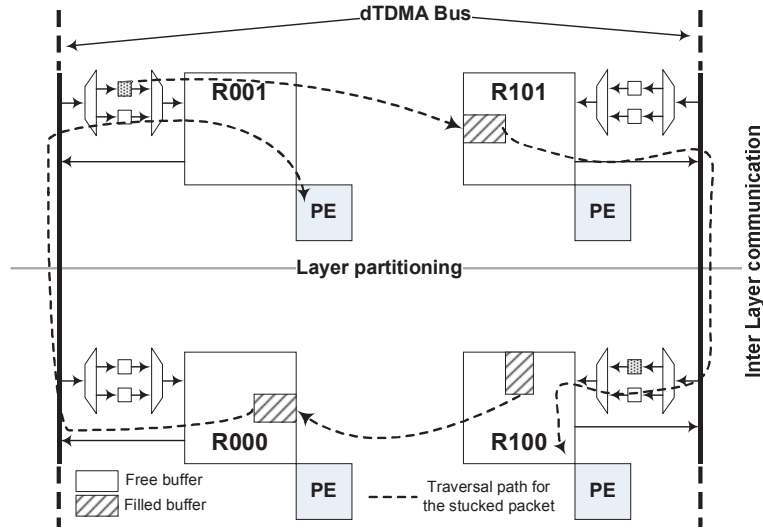 dTDMA Bus
R001
R101
PE
PE
Layer partitioning
Inter Layer communication
R000
R100
PE
PE
Free buffer
Filled buffer
Traversal path for
the stucked packet